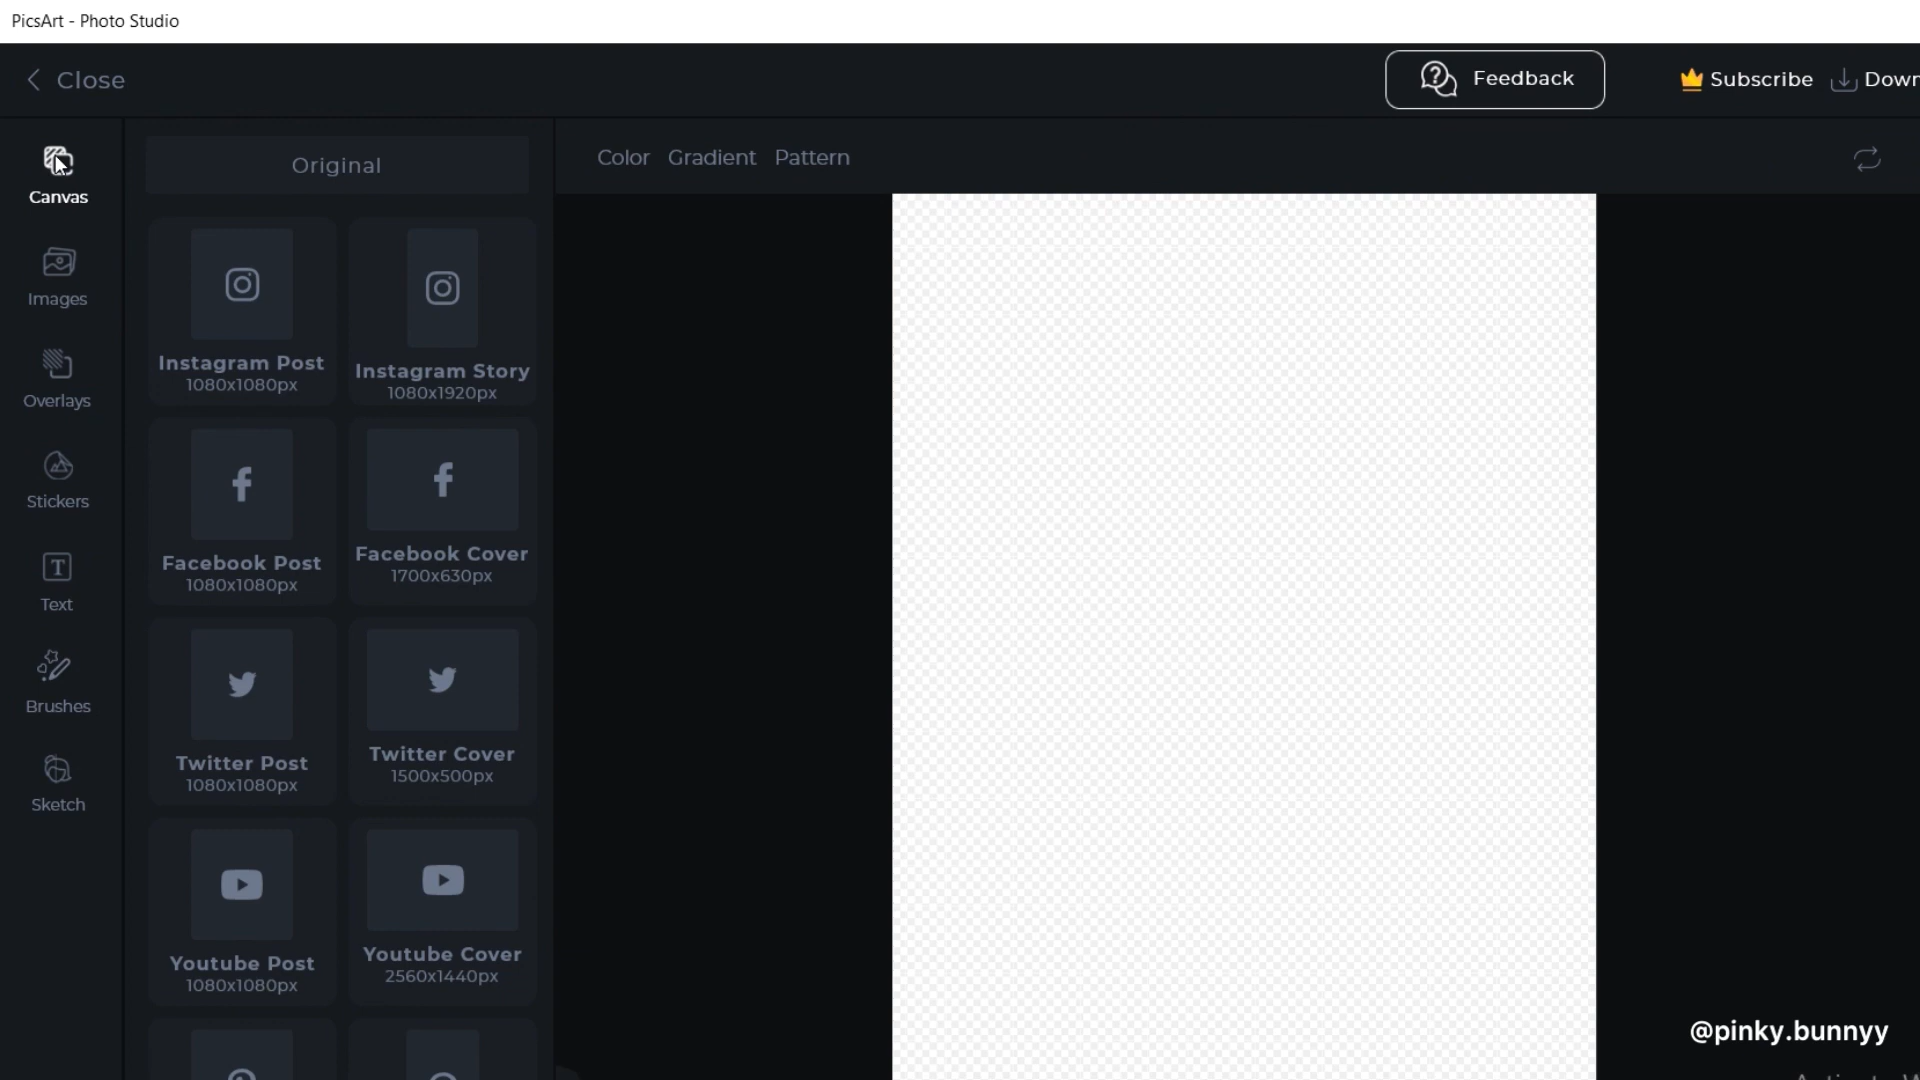 PicsArt - Photo Studio
Close
Feedback
Subscribe
Down
Canvas
Images
Overlays
Stickers
T
Text
Brushes
Sketch
Original
Instagram Post
1080x1080px
Instagram Story
1080x1920px
Facebook Post
1080x1080px
Facebook Cover
1700x630px
Twitter Post
1080x1080px
Twitter Cover
1500x500px
Youtube Post
1080x1080px
Youtube Cover
2560x1440px
Color Gradient Pattern
@pinky.bunnyy